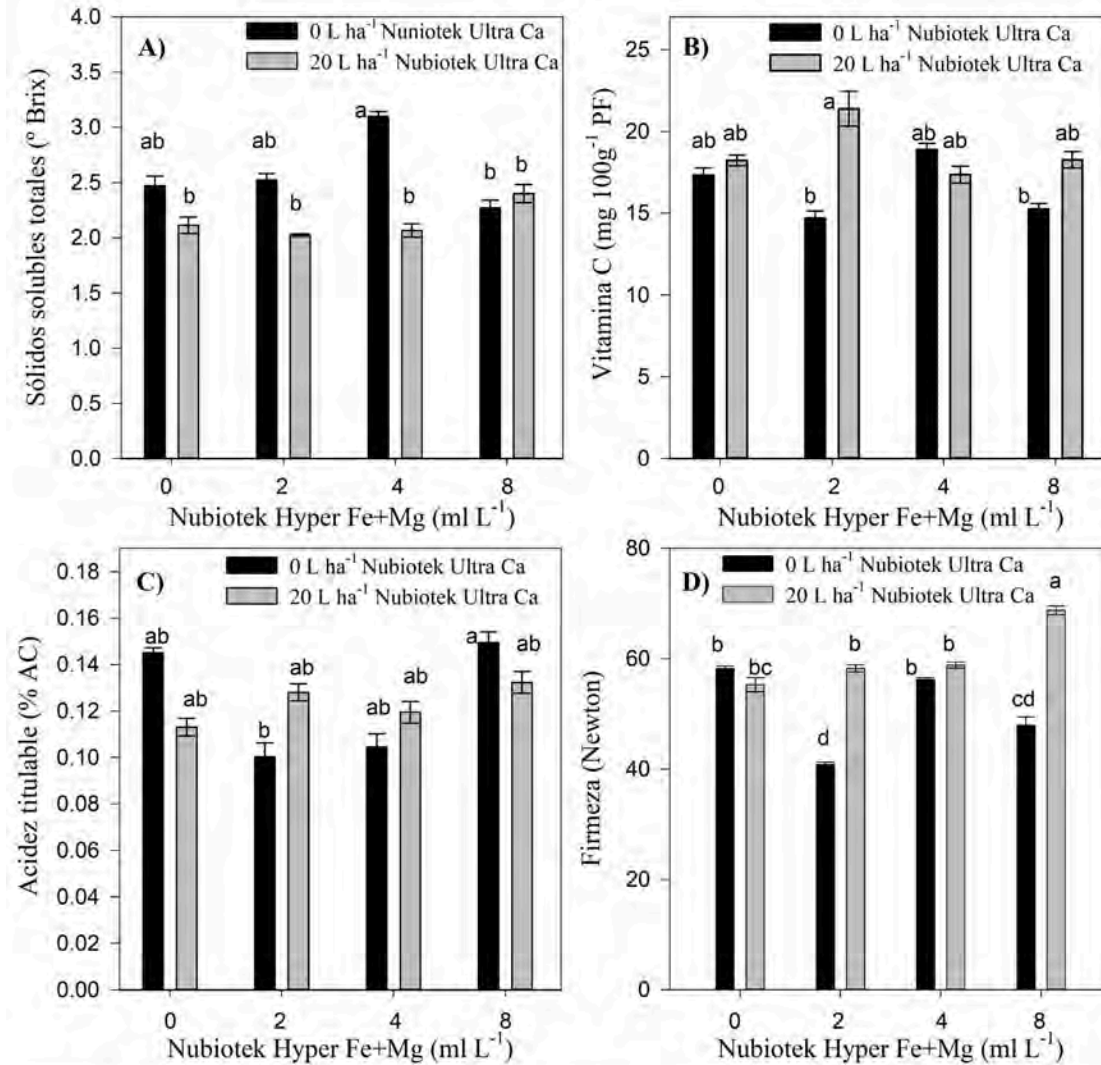 A)
0 L ha⁻¹ Nuniotek Ultra Ca
20 L ha⁻¹ Nubiotek Ultra Ca
Sólidos solubles totales (º Brix)
4.0
3.5
3.0
2.5
2.0
1.5
1.0
0.5
0.0
ab
b
ab
b
a
b
b
b
0
2
4
8
Nubiotek Hyper Fe+Mg (ml L⁻¹)
B)
0 L ha⁻¹ Nubiotek Ultra Ca
20 L ha⁻¹ Nubiotek Ultra Ca
Vitamina C (mg 100g⁻¹ PF)
25
20
15
10
5
0
ab
ab
b
a
ab
ab
b
ab
0
2
4
8
Nubiotek Hyper Fe+Mg (ml L⁻¹)
C)
0 L ha⁻¹ Nubiotek Ultra Ca
20 L ha⁻¹ Nubiotek Ultra Ca
Acidez titulable (% AC)
0.18
0.16
0.14
0.12
0.10
0.08
0.06
0.04
0.02
0.00
ab
ab
b
ab
ab
ab
a
ab
0
2
4
8
Nubiotek Hyper Fe+Mg (ml L⁻¹)
D)
0 L ha⁻¹ Nubiotek Ultra Ca
20 L ha⁻¹ Nubiotek Ultra Ca
Firmeza (Newton)
80
60
40
20
0
b
bc
d
b
b
b
cd
a
0
2
4
8
Nubiotek Hyper Fe+Mg (ml L⁻¹)